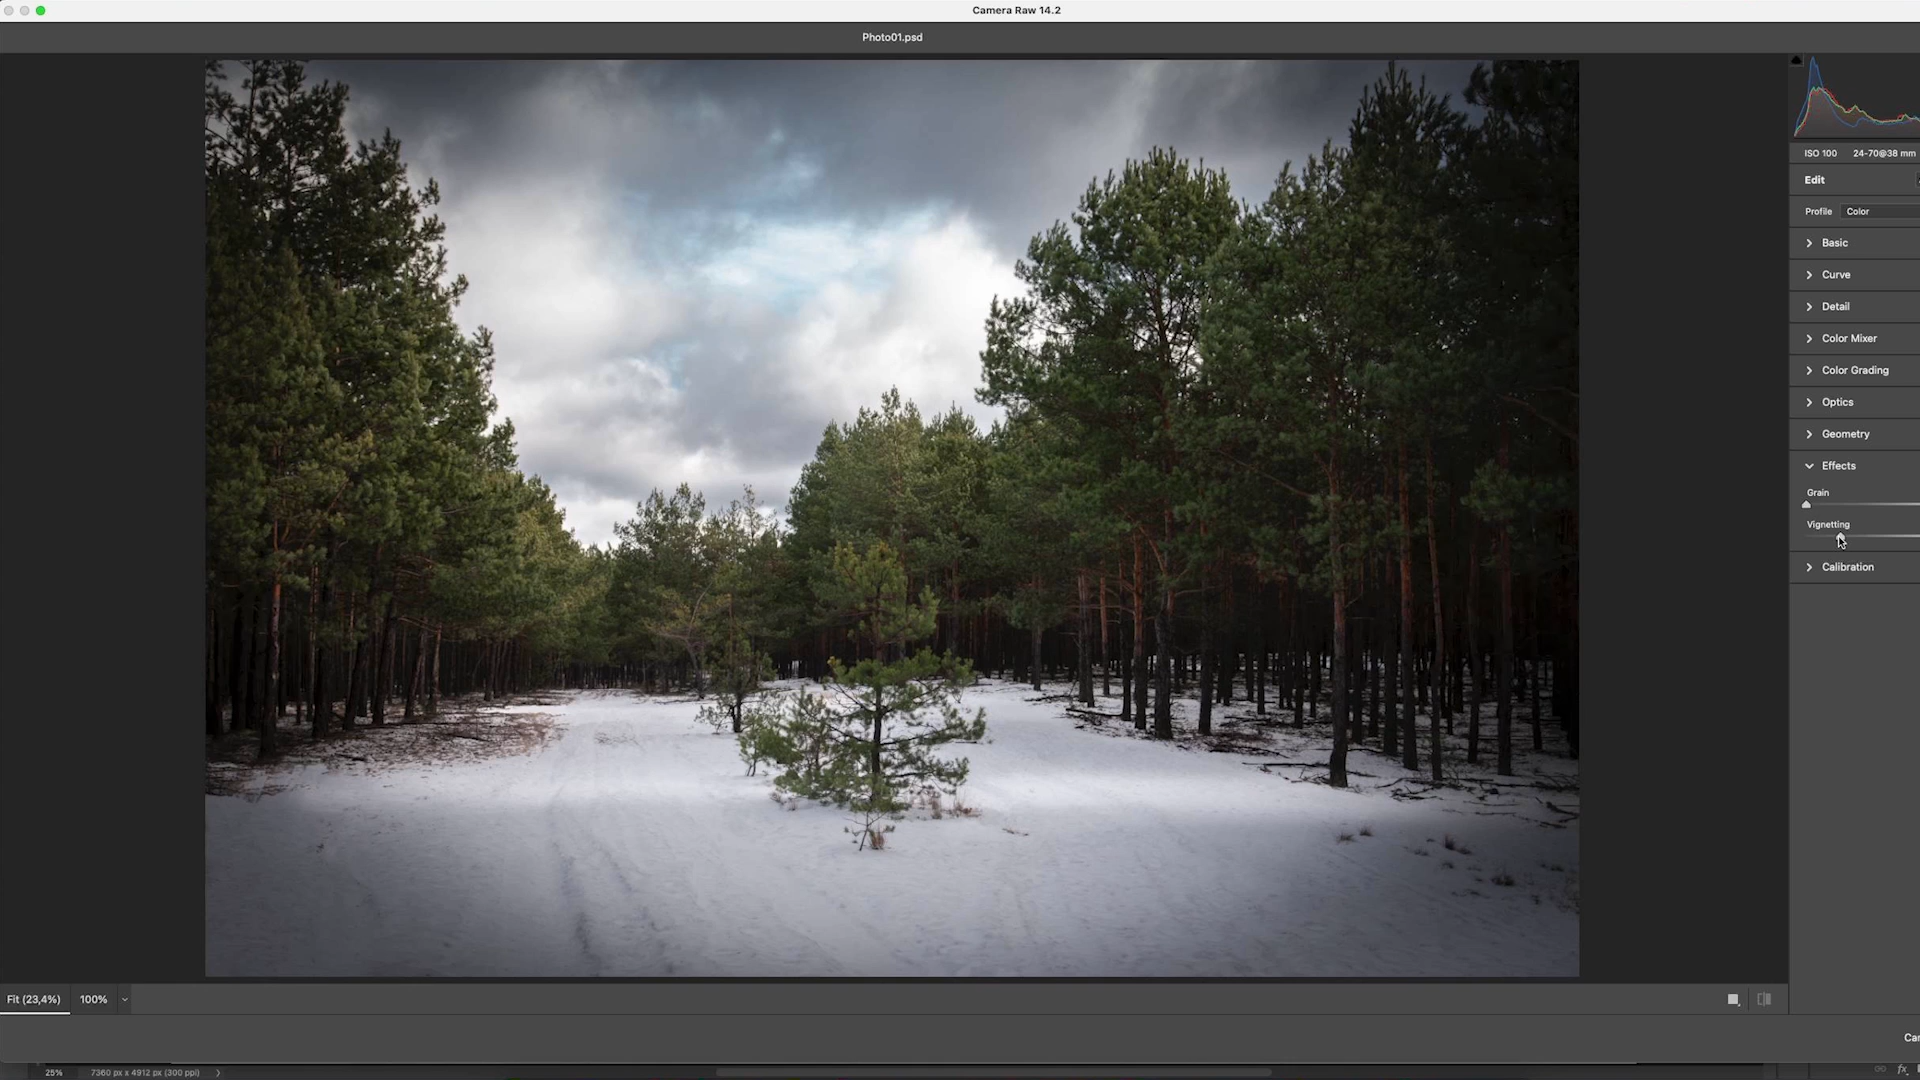 Camera Raw 14.2
Photo01.psd
ISO 100 24-70@38 mm
Edit
Profile Color
Basic
Curve
Detail
Color Mixer
Color Grading
Optics
Geometry
Effects
Grain
Vignetting
Calibration
Fit (23,4%) 100%
Can
25% 7360 px x 4912 px (300 ppi)
fx